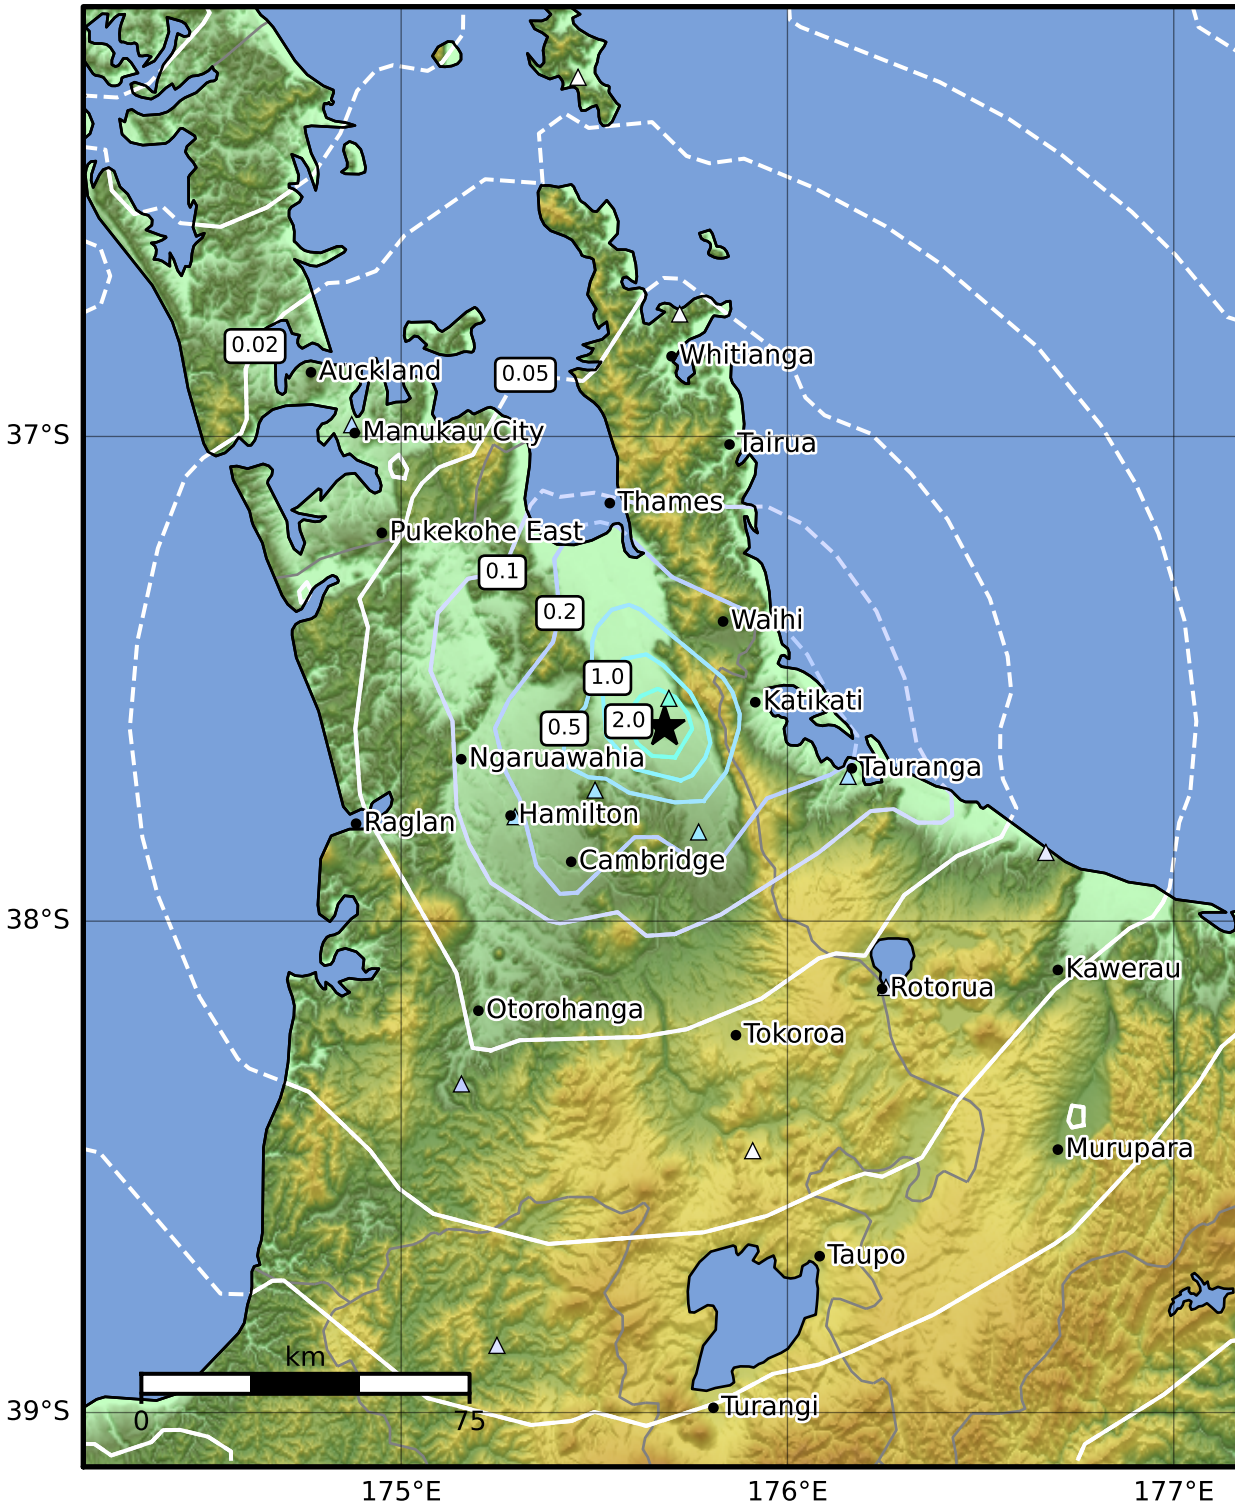 0.02
Auckland
Whitianga
0.05
Manukau City
37°S
Tairua
Thames
Pukekohe East
0.1
0.2
Waihi
1.0
Katikati
0.5
2.0
Ngaruawahia
Tauranga
Hamilton
Raglan
Cambridge
38°S
Kawerau
Rotorua
Otorohanga
Tokoroa
Murupara
Taupo
km
0
75
39°S
Turangi
175°E
176°E
177°E